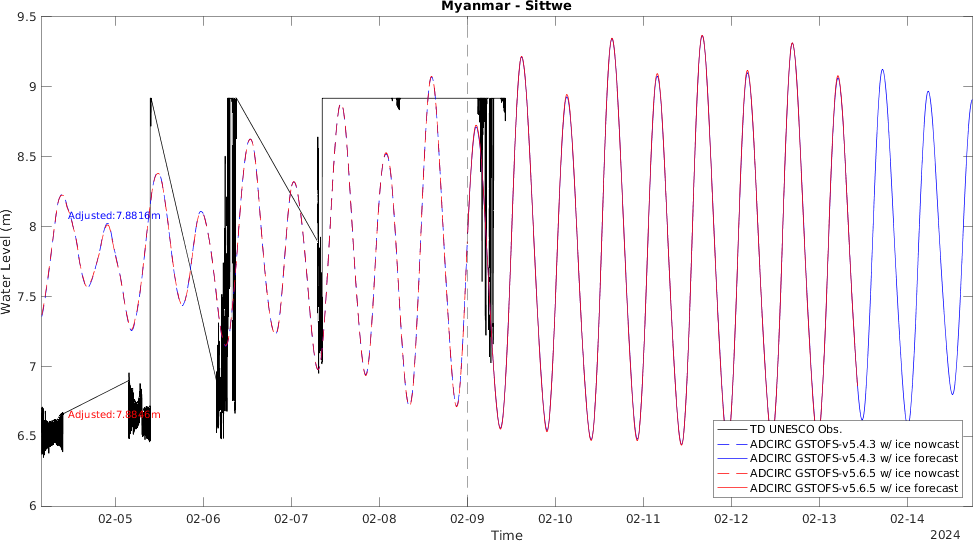 Myanmar - Sittwe
Water Level (m)
9.5
9
8.5
8
7.5
7
6.5
6
Adjusted:7.8816m
TD UNESCO Obs.
ADCIRC GSTOFS-v5.4.3 w/ ice nowcast
ADCIRC GSTOFS-v5.4.3 w/ ice forecast
ADCIRC GSTOFS-v5.6.5 w/ ice nowcast
ADCIRC GSTOFS-v5.6.5 w/ ice forecast
02-05 02-06 02-07 02-08 02-09 02-10 02-11 02-12 02-13 02-14
Time
2024